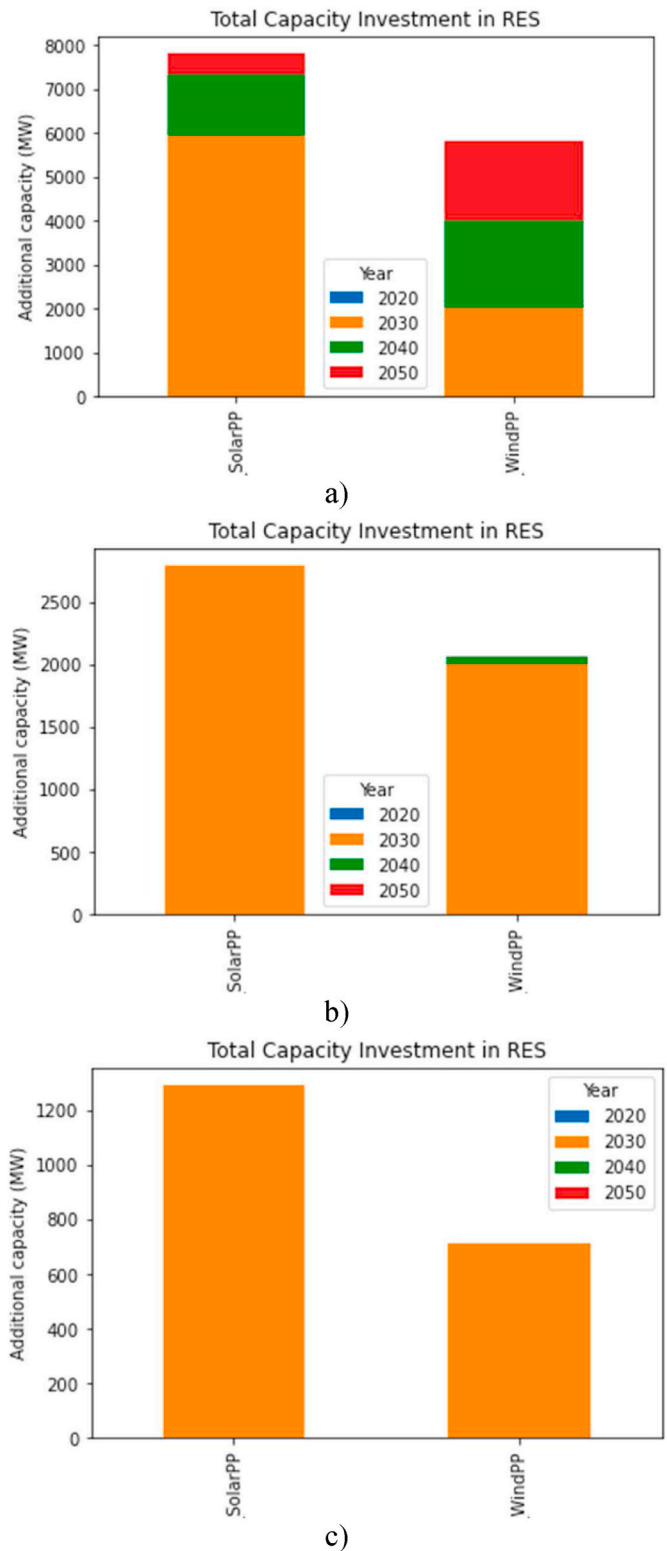 Total Capacity Investment in RES
8000
7000
6000
5000
4000
3000
2000
1000
0
Additional capacity (MW)
Year
2020
2030
2040
2050
SolarPP
WindPP
a)
Total Capacity Investment in RES
2500
2000
1500
1000
500
0
Additional capacity (MW)
Year
2020
2030
2040
2050
SolarPP
WindPP
b)
Total Capacity Investment in RES
1200
1000
800
600
400
200
0
Additional capacity (MW)
Year
2020
2030
2040
2050
SolarPP
WindPP
c)